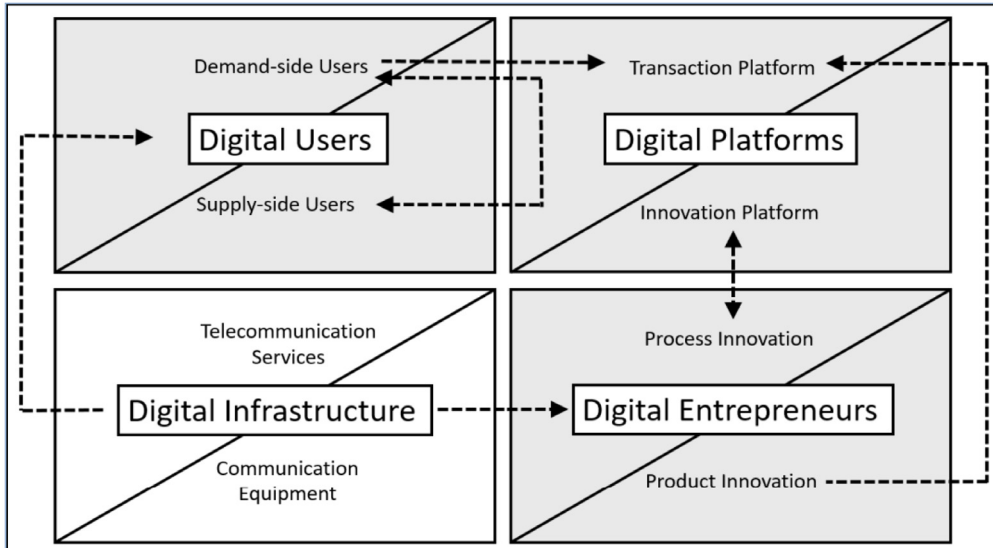 Demand-side Users
Digital Users
Supply-side Users
Transaction Platform
Digital Platforms
Innovation Platform
Telecommunication
Services
Digital Infrastructure
Communication
Equipment
Process Innovation
Digital Entrepreneurs
Product Innovation